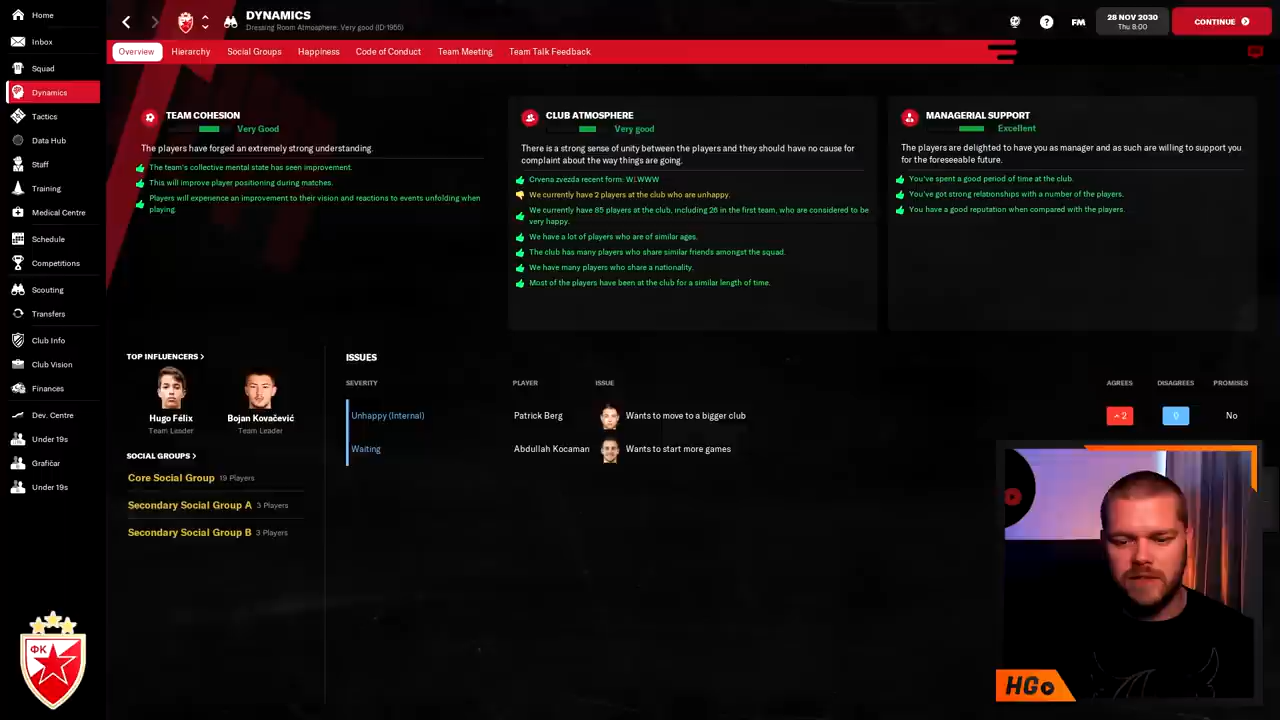 Home
Inbox
Squad
Dynamics
Tactics
Data Hub
Staff
Training
Medical Centre
Schedule
Competitions
Scouting
Transfers
Club Info
Club Vision
Finances
Dev. Centre
Under 19s
Grafičar
Under 19s
ФК
DYNAMICS
Dressing Room Atmosphere: Very good (ID:1955)
?
FM
28 NOV 2030
Thu 8:00
CONTINUE
Overview
Hierarchy
Social Groups
Happiness
Code of Conduct
Team Meeting
Team Talk Feedback
TEAM COHESION
Very Good
The players have forged an extremely strong understanding.
The team's collective mental state has seen improvement.
This will improve player positioning during matches.
Players will experience an improvement to their vision and reactions to events unfolding when
playing.
CLUB ATMOSPHERE
Very good
There is a strong sense of unity between the players and they should have no cause for
complaint about the way things are going.
Crvena zvezda recent form: WLWWW
We currently have 2 players at the club who are unhappy.
We currently have 85 players at the club, including 26 in the first team, who are considered to be
very happy.
We have a lot of players who are of similar ages.
The club has many players who share similar friends amongst the squad.
We have many players who share a nationality.
Most of the players have been at the club for a similar length of time.
MANAGERIAL SUPPORT
Excellent
The players are delighted to have you as manager and as such are willing to support you
for the foreseeable future.
You've spent a good period of time at the club.
You've got strong relationships with a number of the players.
You have a good reputation when compared with the players.
TOP INFLUENCERS >
Hugo Félix
Team Leader
Bojan Kovačević
Team Leader
SOCIAL GROUPS >
Core Social Group 19 Players
Secondary Social Group A 3 Players
Secondary Social Group B 3 Players
ISSUES
SEVERITY PLAYER ISSUE AGREES DISAGREES PROMISES
Unhappy (Internal) Patrick Berg Wants to move to a bigger club 2 0 No
Waiting Abdullah Kocaman Wants to start more games
HGo